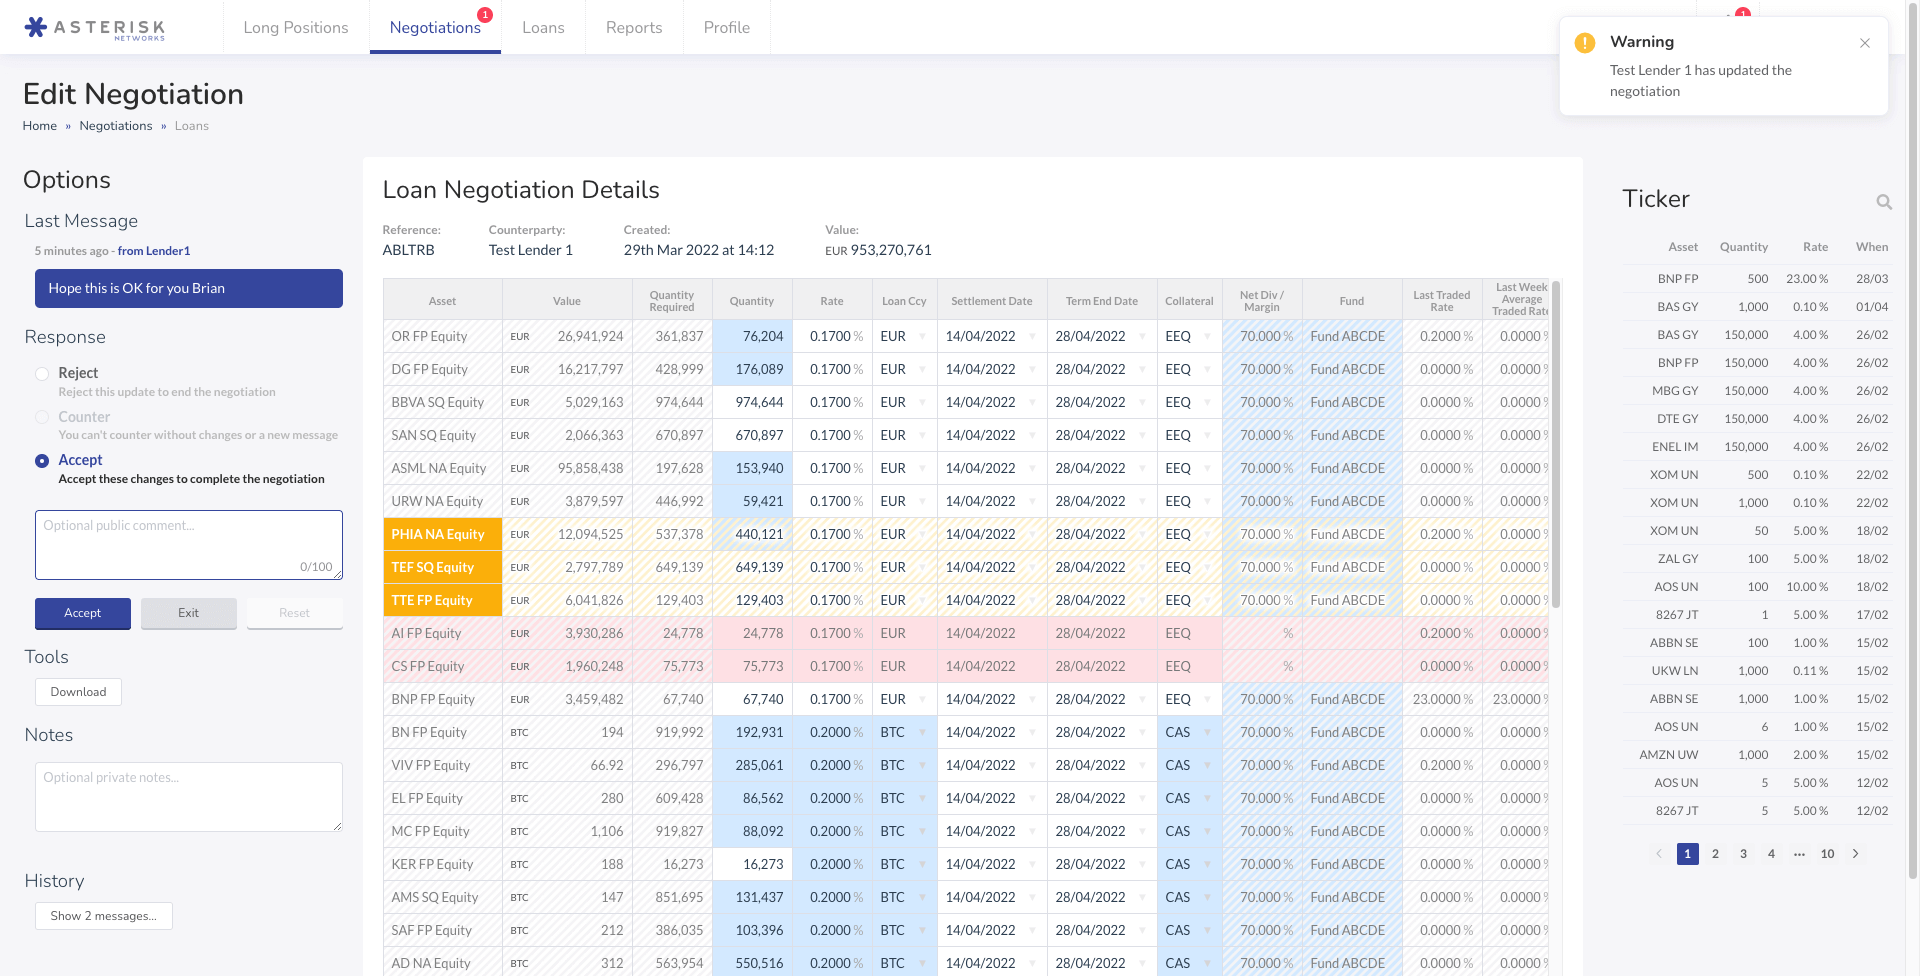 ASTERISK
NETWORKS
Long Positions
Negotiations
1
Loans
Reports
Profile
1
Warning
Test Lender 1 has updated the
negotiation
Edit Negotiation
Home » Negotiations » Loans
Options
Last Message
5 minutes ago - from Lender1
Hope this is OK for you Brian
Response
Reject
Reject this update to end the negotiation
Counter
You can't counter without changes or a new message
Accept
Accept these changes to complete the negotiation
Optional public comment...
0/100
Accept Exit Reset
Tools
Download
Notes
Optional private notes...
History
Show 2 messages...
Loan Negotiation Details
Reference: Counterparty: Created: Value:
ABLTRB Test Lender 1 29th Mar 2022 at 14:12 EUR 953,270,761
Asset Value Quantity Required Quantity Rate Loan Ccy Settlement Date Term End Date Collateral Net Div / Margin Fund Last Traded Rate Last Week Average Traded Rate
OR FP Equity EUR 26,941,924 361,837 76,204 0.1700 % EUR 14/04/2022 28/04/2022 EEQ 70.000 % Fund ABCDE 0.2000 % 0.0000 %
DG FP Equity EUR 16,217,797 428,999 176,089 0.1700 % EUR 14/04/2022 28/04/2022 EEQ 70.000 % Fund ABCDE 0.0000 % 0.0000 %
BBVA SQ Equity EUR 5,029,163 974,644 974,644 0.1700 % EUR 14/04/2022 28/04/2022 EEQ 70.000 % Fund ABCDE 0.0000 % 0.0000 %
SAN SQ Equity EUR 2,066,363 670,897 670,897 0.1700 % EUR 14/04/2022 28/04/2022 EEQ 70.000 % Fund ABCDE 0.0000 % 0.0000 %
ASML NA Equity EUR 95,858,438 197,628 153,940 0.1700 % EUR 14/04/2022 28/04/2022 EEQ 70.000 % Fund ABCDE 0.0000 % 0.0000 %
URW NA Equity EUR 3,879,597 446,992 59,421 0.1700 % EUR 14/04/2022 28/04/2022 EEQ 70.000 % Fund ABCDE 0.0000 % 0.0000 %
PHIA NA Equity EUR 12,094,525 537,378 440,121 0.1700 % EUR 14/04/2022 28/04/2022 EEQ 70.000 % Fund ABCDE 0.2000 % 0.0000 %
TEF SQ Equity EUR 2,797,789 649,139 649,139 0.1700 % EUR 14/04/2022 28/04/2022 EEQ 70.000 % Fund ABCDE 0.0000 % 0.0000 %
TTE FP Equity EUR 6,041,826 129,403 129,403 0.1700 % EUR 14/04/2022 28/04/2022 EEQ 70.000 % Fund ABCDE 0.0000 % 0.0000 %
AI FP Equity EUR 3,930,286 24,778 24,778 0.1700 % EUR 14/04/2022 28/04/2022 EEQ % 0.2000 % 0.0000 %
CS FP Equity EUR 1,960,248 75,773 75,773 0.1700 % EUR 14/04/2022 28/04/2022 EEQ % 0.0000 % 0.0000 %
BNP FP Equity EUR 3,459,482 67,740 67,740 0.1700 % EUR 14/04/2022 28/04/2022 EEQ 70.000 % Fund ABCDE 23.0000 % 23.0000 %
BN FP Equity BTC 194 919,992 192,931 0.2000 % BTC 14/04/2022 28/04/2022 CAS 70.000 % Fund ABCDE 0.0000 % 0.0000 %
VIV FP Equity BTC 66.92 296,797 285,061 0.2000 % BTC 14/04/2022 28/04/2022 CAS 70.000 % Fund ABCDE 0.2000 % 0.0000 %
EL FP Equity BTC 280 609,428 86,562 0.2000 % BTC 14/04/2022 28/04/2022 CAS 70.000 % Fund ABCDE 0.0000 % 0.0000 %
MC FP Equity BTC 1,106 919,827 88,092 0.2000 % BTC 14/04/2022 28/04/2022 CAS 70.000 % Fund ABCDE 0.0000 % 0.0000 %
KER FP Equity BTC 188 16,273 16,273 0.2000 % BTC 14/04/2022 28/04/2022 CAS 70.000 % Fund ABCDE 0.0000 % 0.0000 %
AMS SQ Equity BTC 147 851,695 131,437 0.2000 % BTC 14/04/2022 28/04/2022 CAS 70.000 % Fund ABCDE 0.0000 % 0.0000 %
SAF FP Equity BTC 212 386,035 103,396 0.2000 % BTC 14/04/2022 28/04/2022 CAS 70.000 % Fund ABCDE 0.0000 % 0.0000 %
AD NA Equity BTC 312 563,954 550,516 0.2000 % BTC 14/04/2022 28/04/2022 CAS 70.000 % Fund ABCDE 0.0000 % 0.0000 %
Ticker
Asset Quantity Rate When
BNP FP 500 23.00 % 28/03
BAS GY 1,000 0.10 % 01/04
BAS GY 150,000 4.00 % 26/02
BNP FP 150,000 4.00 % 26/02
MBG GY 150,000 4.00 % 26/02
DTE GY 150,000 4.00 % 26/02
ENEL IM 150,000 4.00 % 26/02
XOM UN 500 0.10 % 22/02
XOM UN 1,000 0.10 % 22/02
XOM UN 50 5.00 % 18/02
ZAL GY 100 5.00 % 18/02
AOS UN 100 10.00 % 18/02
8267 JT 1 5.00 % 17/02
ABBN SE 100 1.00 % 15/02
UKW LN 1,000 0.11 % 15/02
ABBN SE 1,000 1.00 % 15/02
AOS UN 6 1.00 % 15/02
AMZN UW 1,000 2.00 % 15/02
AOS UN 5 5.00 % 12/02
8267 JT 5 5.00 % 12/02
1 2 3 4 ••• 10